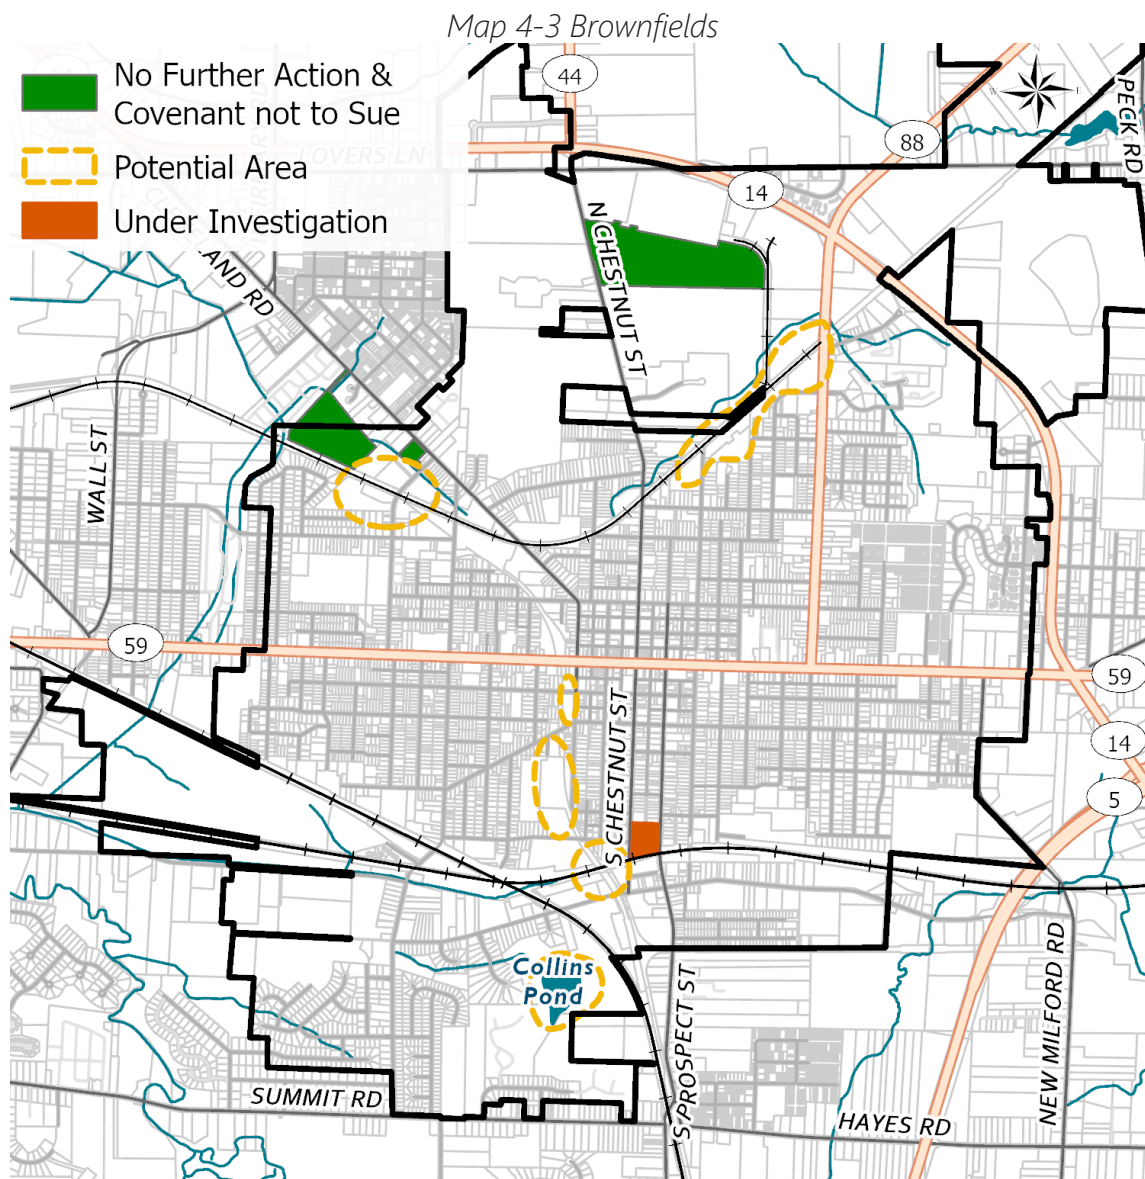 Map 4-3 Brownfields
No Further Action &
Covenant not to Sue
Potential Area
Under Investigation
LOVERS LN
44
88
14
PECK RD
N CHESTNUT ST
LAND RD
WALL ST
59
S CHESTNUT ST
59
14
5
Collins
Pond
S PROSPECT ST
NEW MILFORD RD
SUMMIT RD
HAYES RD